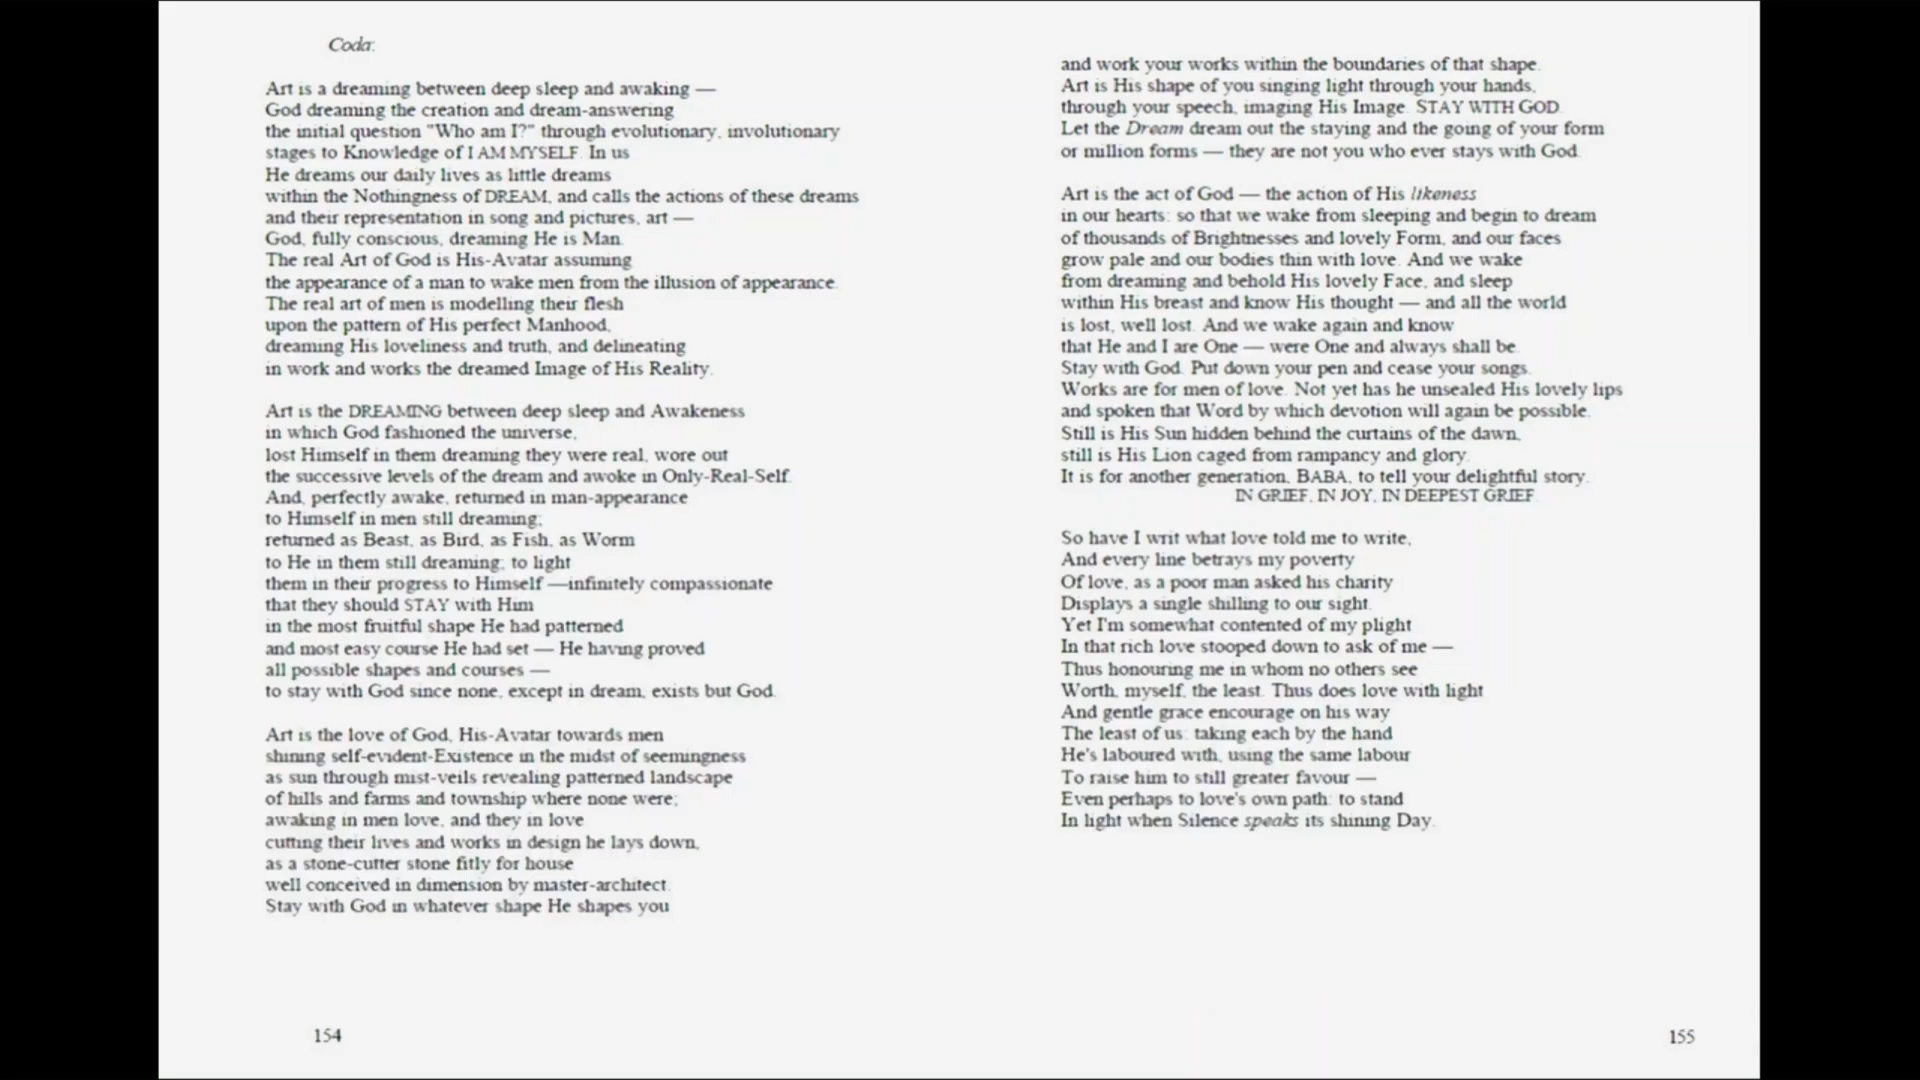 Coda:
Art is a dreaming between deep sleep and awaking —
God dreaming the creation and dream-answering
the initial question "Who am I?" through evolutionary, involutionary
stages to Knowledge of I AM MYSELF. In us
He dreams our daily lives as little dreams
within the Nothingness of DREAM, and calls the actions of these dreams
and their representation in song and pictures, art —
God, fully conscious, dreaming He is Man.
The real Art of God is His-Avatar assuming
the appearance of a man to wake men from the illusion of appearance.
The real art of men is modelling their flesh
upon the pattern of His perfect Manhood,
dreaming His loveliness and truth, and delineating
in work and works the dreamed Image of His Reality.
Art is the DREAMING between deep sleep and Awakeness
in which God fashioned the universe,
lost Himself in them dreaming they were real, wore out
the successive levels of the dream and awoke in Only-Real-Self.
And, perfectly awake, returned in man-appearance
to Himself in men still dreaming;
returned as Beast, as Bird, as Fish, as Worm
to He in them still dreaming; to light
them in their progress to Himself —infinitely compassionate
that they should STAY with Him
in the most fruitful shape He had patterned
and most easy course He had set — He having proved
all possible shapes and courses —
to stay with God since none, except in dream, exists but God.
Art is the love of God, His-Avatar towards men
shining self-evident-Existence in the midst of seemingness
as sun through mist-veils revealing patterned landscape
of hills and farms and township where none were;
awaking in men love, and they in love
cutting their lives and works in design he lays down,
as a stone-cutter stone fitly for house
well conceived in dimension by master-architect.
Stay with God in whatever shape He shapes you
154
and work your works within the boundaries of that shape.
Art is His shape of you singing light through your hands,
through your speech, imaging His Image. STAY WITH GOD.
Let the Dream dream out the staying and the going of your form
or million forms — they are not you who ever stays with God.
Art is the act of God — the action of His likeness
in our hearts: so that we wake from sleeping and begin to dream
of thousands of Brightnesses and lovely Form, and our faces
grow pale and our bodies thin with love. And we wake
from dreaming and behold His lovely Face, and sleep
within His breast and know His thought — and all the world
is lost, well lost. And we wake again and know
that He and I are One — were One and always shall be.
Stay with God. Put down your pen and cease your songs.
Works are for men of love. Not yet has he unsealed His lovely lips
and spoken that Word by which devotion will again be possible.
Still is His Sun hidden behind the curtains of the dawn,
still is His Lion caged from rampancy and glory.
It is for another generation, BABA, to tell your delightful story.
IN GRIEF, IN JOY, IN DEEPEST GRIEF.
So have I writ what love told me to write,
And every line betrays my poverty
Of love, as a poor man asked his charity
Displays a single shilling to our sight.
Yet I'm somewhat contented of my plight
In that rich love stooped down to ask of me —
Thus honouring me in whom no others see
Worth, myself, the least. Thus does love with light
And gentle grace encourage on his way
The least of us: taking each by the hand
He's laboured with, using the same labour
To raise him to still greater favour —
Even perhaps to love's own path: to stand
In light when Silence speaks its shining Day.
155